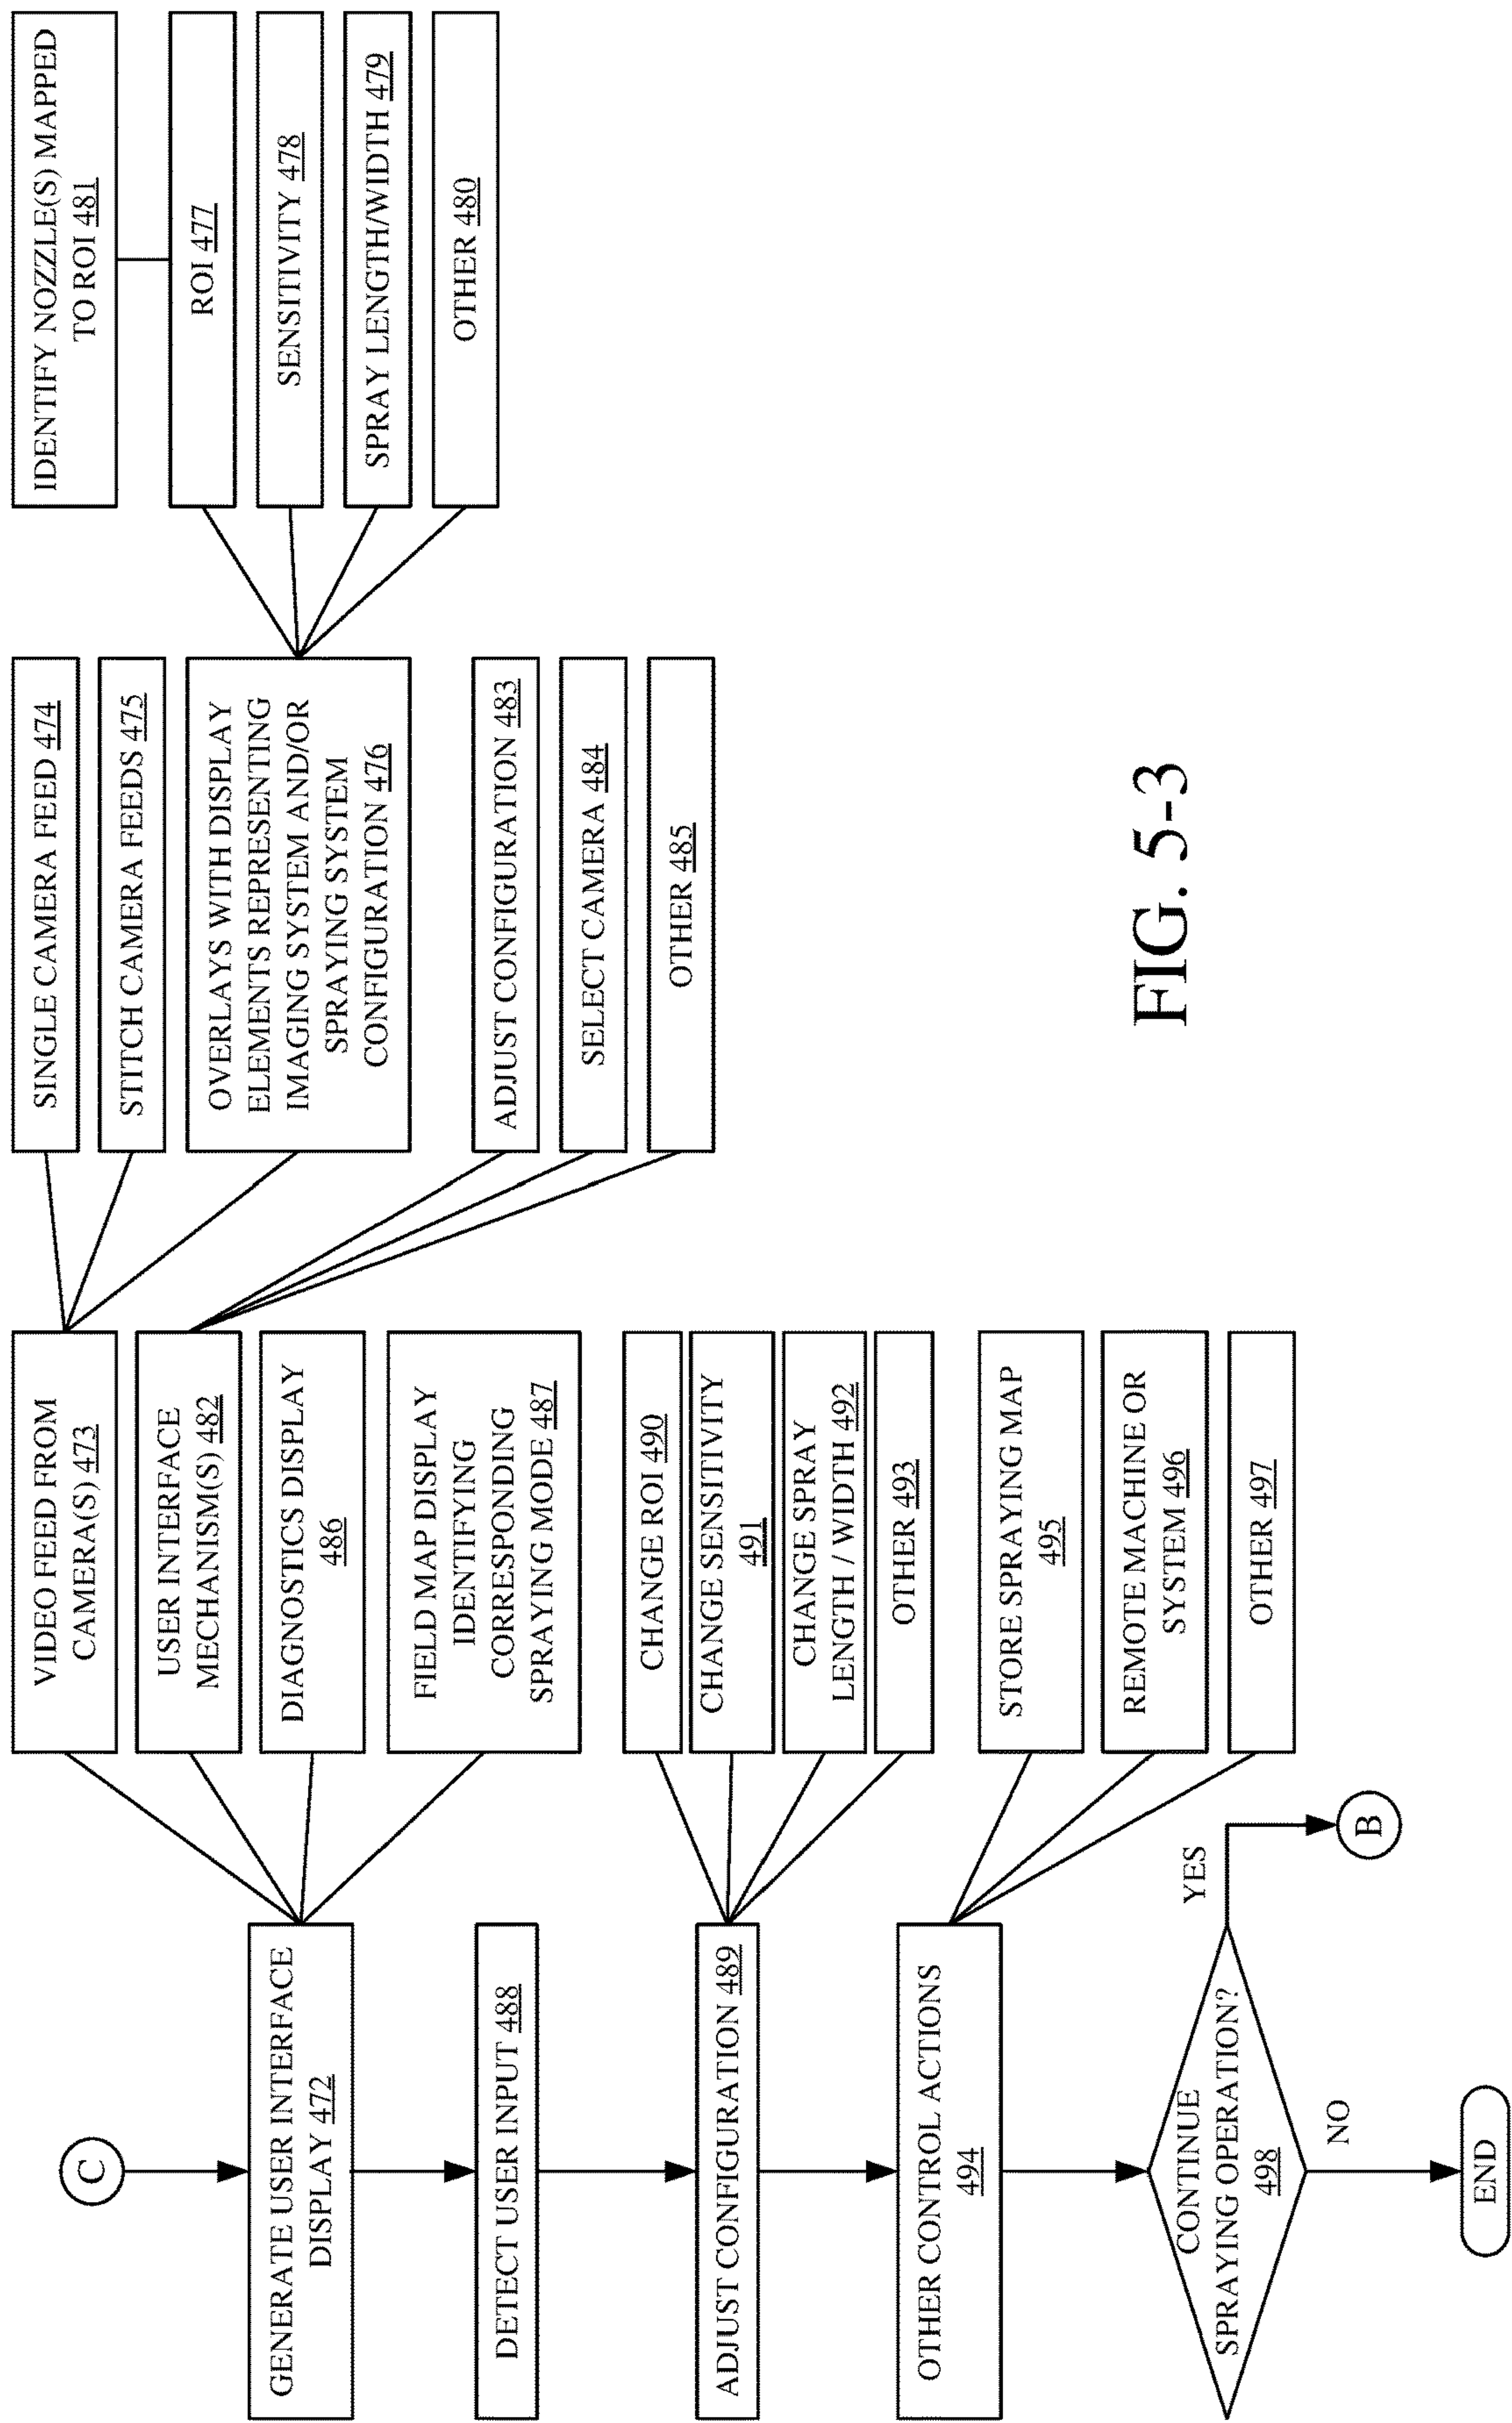 C
GENERATE USER INTERFACE
DISPLAY 472
VIDEO FEED FROM
CAMERA(S) 473
SINGLE CAMERA FEED 474
STITCH CAMERA FEEDS 475
OVERLAYS WITH DISPLAY
ELEMENTS REPRESENTING
IMAGING SYSTEM AND/OR
SPRAYING SYSTEM
CONFIGURATION 476
IDENTIFY NOZZLE(S) MAPPED
TO ROI 481
ROI 477
SENSITIVITY 478
SPRAY LENGTH/WIDTH 479
OTHER 480
USER INTERFACE
MECHANISM(S) 482
ADJUST CONFIGURATION 483
SELECT CAMERA 484
OTHER 485
DIAGNOSTICS DISPLAY
486
FIELD MAP DISPLAY
IDENTIFYING
CORRESPONDING
SPRAYING MODE 487
DETECT USER INPUT 488
ADJUST CONFIGURATION 489
CHANGE ROI 490
CHANGE SENSITIVITY
491
CHANGE SPRAY
LENGTH / WIDTH 492
OTHER 493
OTHER CONTROL ACTIONS
494
STORE SPRAYING MAP
495
REMOTE MACHINE OR
SYSTEM 496
OTHER 497
CONTINUE
SPRAYING OPERATION?
498
YES
B
NO
END
FIG. 5-3